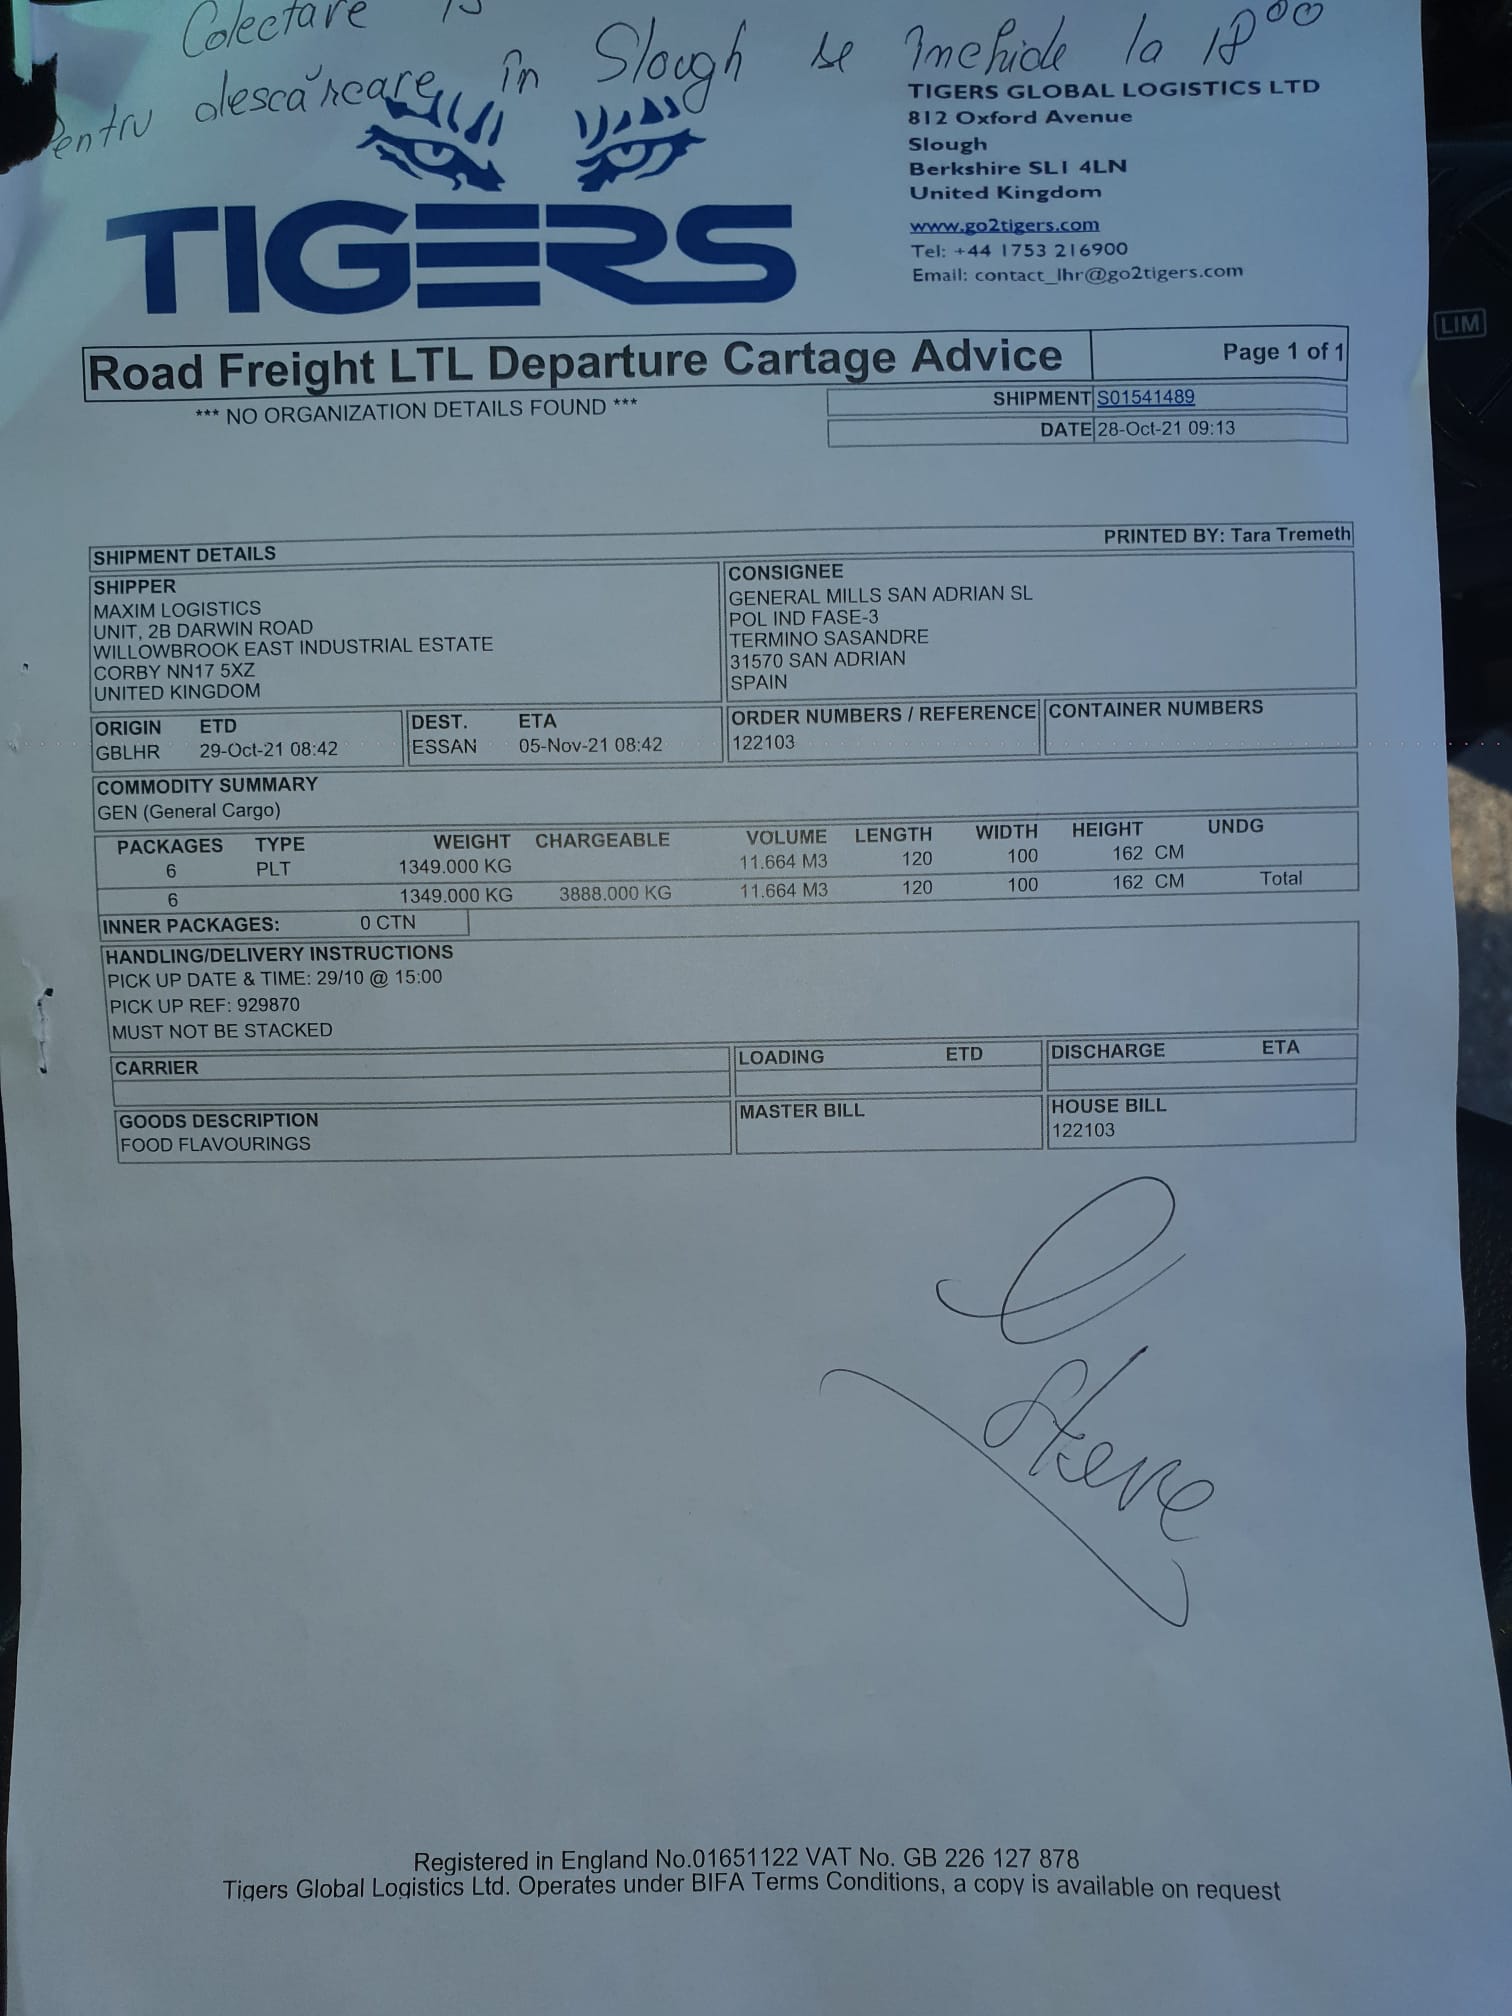 Colectare 15
Pentru descărcare în Slough se închide la 18⁰⁰
TIGERS
TIGERS GLOBAL LOGISTICS LTD
812 Oxford Avenue
Slough
Berkshire SL1 4LN
United Kingdom
www.go2tigers.com
Tel: +44 1753 216900
Email: contact_lhr@go2tigers.com
LIM
Road Freight LTL Departure Cartage Advice Page 1 of 1
*** NO ORGANIZATION DETAILS FOUND ***
SHIPMENT S01541489
DATE 28-Oct-21 09:13
SHIPMENT DETAILS PRINTED BY: Tara Tremeth
SHIPPER
MAXIM LOGISTICS
UNIT, 2B DARWIN ROAD
WILLOWBROOK EAST INDUSTRIAL ESTATE
CORBY NN17 5XZ
UNITED KINGDOM
CONSIGNEE
GENERAL MILLS SAN ADRIAN SL
POL IND FASE-3
TERMINO SASANDRE
31570 SAN ADRIAN
SPAIN
ORIGIN ETD DEST. ETA ORDER NUMBERS / REFERENCE CONTAINER NUMBERS
GBLHR 29-Oct-21 08:42 ESSAN 05-Nov-21 08:42 122103
COMMODITY SUMMARY
GEN (General Cargo)
PACKAGES TYPE WEIGHT CHARGEABLE VOLUME LENGTH WIDTH HEIGHT UNDG
6 PLT 1349.000 KG 11.664 M3 120 100 162 CM
6 1349.000 KG 3888.000 KG 11.664 M3 120 100 162 CM Total
INNER PACKAGES: 0 CTN
HANDLING/DELIVERY INSTRUCTIONS
PICK UP DATE & TIME: 29/10 @ 15:00
PICK UP REF: 929870
MUST NOT BE STACKED
CARRIER LOADING ETD DISCHARGE ETA
GOODS DESCRIPTION MASTER BILL HOUSE BILL
FOOD FLAVOURINGS 122103
Steve
Registered in England No.01651122 VAT No. GB 226 127 878
Tigers Global Logistics Ltd. Operates under BIFA Terms Conditions, a copy is available on request